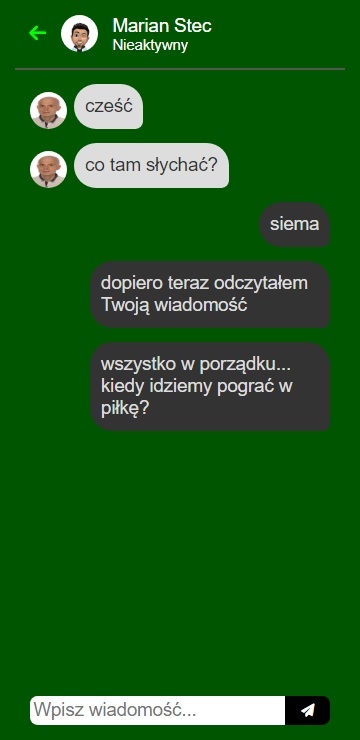 Marian Stec
Nieaktywny
cześć
co tam słychać?
siema
dopiero teraz odczytałem
Twoją wiadomość
wszystko w porządku...
kiedy idziemy pograć w
piłkę?
Wpisz wiadomość...